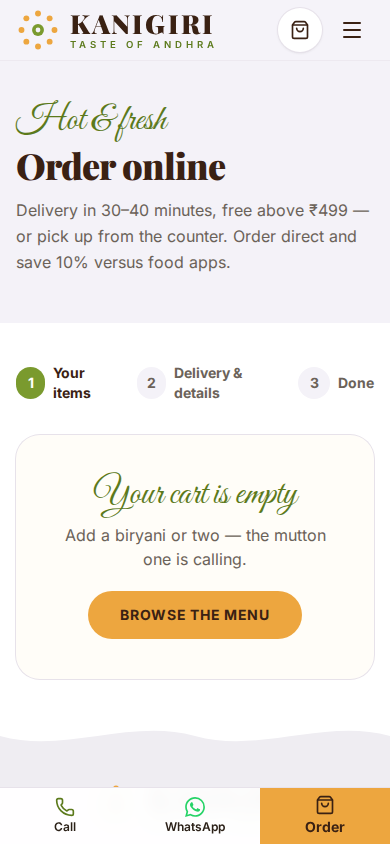 KANIGIRI
TASTE OF ANDHRA
Hot & fresh
Order online
Delivery in 30–40 minutes, free above ₹499 —
or pick up from the counter. Order direct and
save 10% versus food apps.
1 Your items
2 Delivery & details
3 Done
Your cart is empty
Add a biryani or two — the mutton
one is calling.
BROWSE THE MENU
Call
WhatsApp
Order